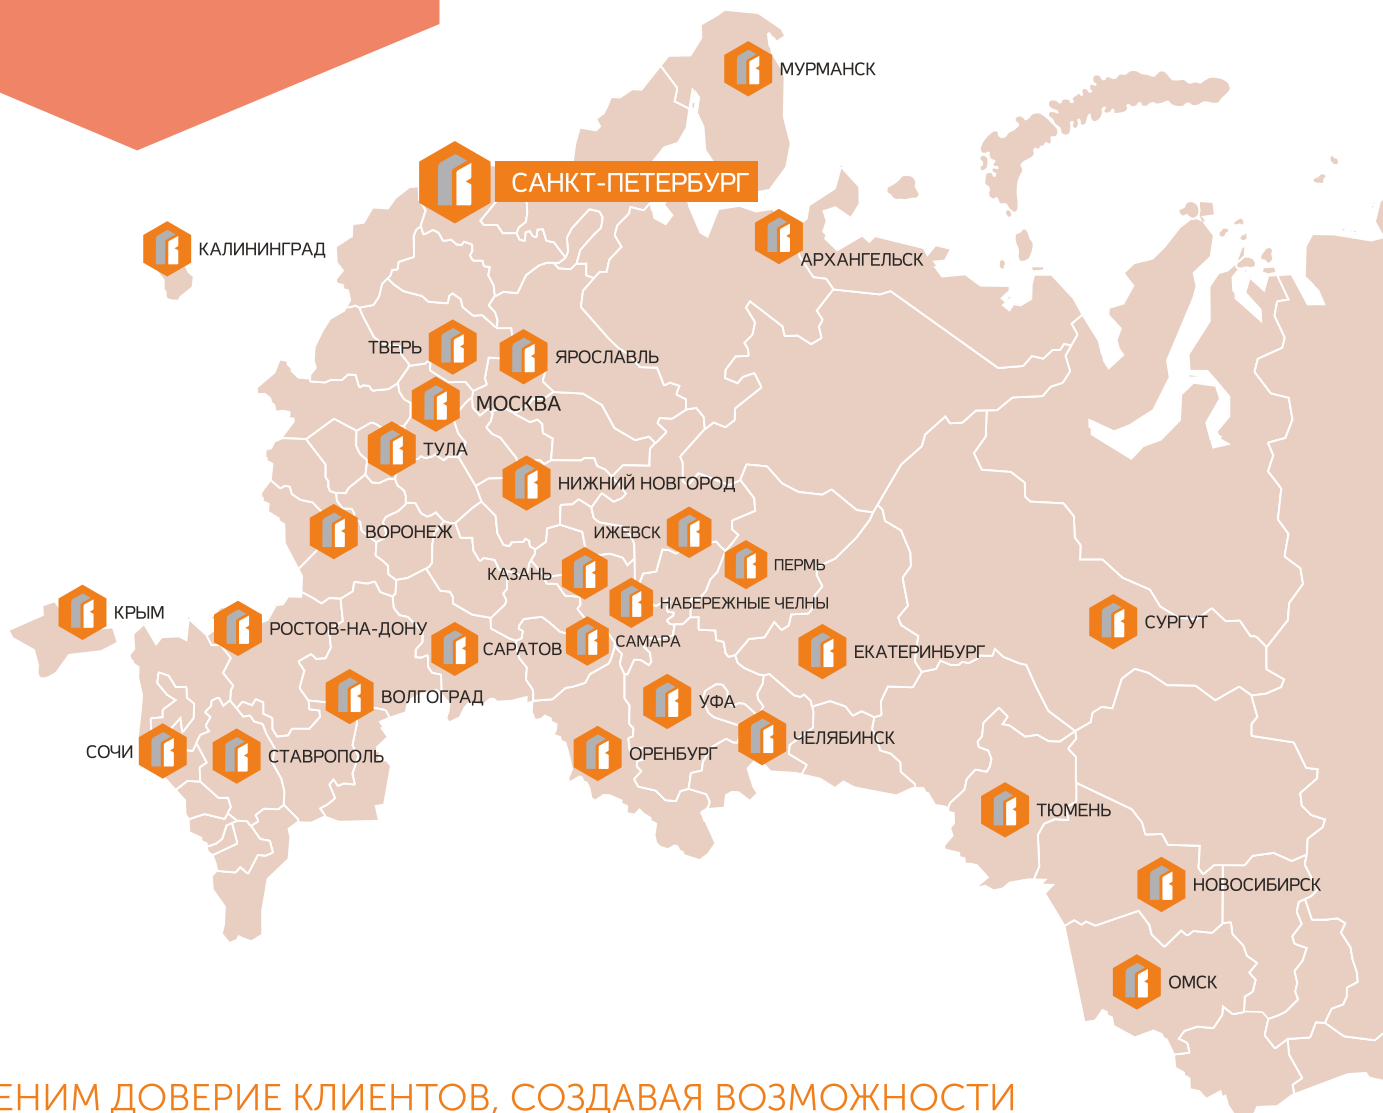 МУРМАНСК
САНКТ-ПЕТЕРБУРГ
КАЛИНИНГРАД
АРХАНГЕЛЬСК
ТВЕРЬ
ЯРОСЛАВЛЬ
МОСКВА
ТУЛА
НИЖНИЙ НОВГОРОД
ВОРОНЕЖ
ИЖЕВСК
ПЕРМЬ
КАЗАНЬ
НАБЕРЕЖНЫЕ ЧЕЛНЫ
КРЫМ
РОСТОВ-НА-ДОНУ
СУРГУТ
САРАТОВ
САМАРА
ЕКАТЕРИНБУРГ
ВОЛГОГРАД
УФА
СОЧИ
СТАВРОПОЛЬ
ОРЕНБУРГ
ЧЕЛЯБИНСК
ТЮМЕНЬ
НОВОСИБИРСК
ОМСК
ЕНИМ ДОВЕРИЕ КЛИЕНТОВ, СОЗДАВАЯ ВОЗМОЖНОСТИ